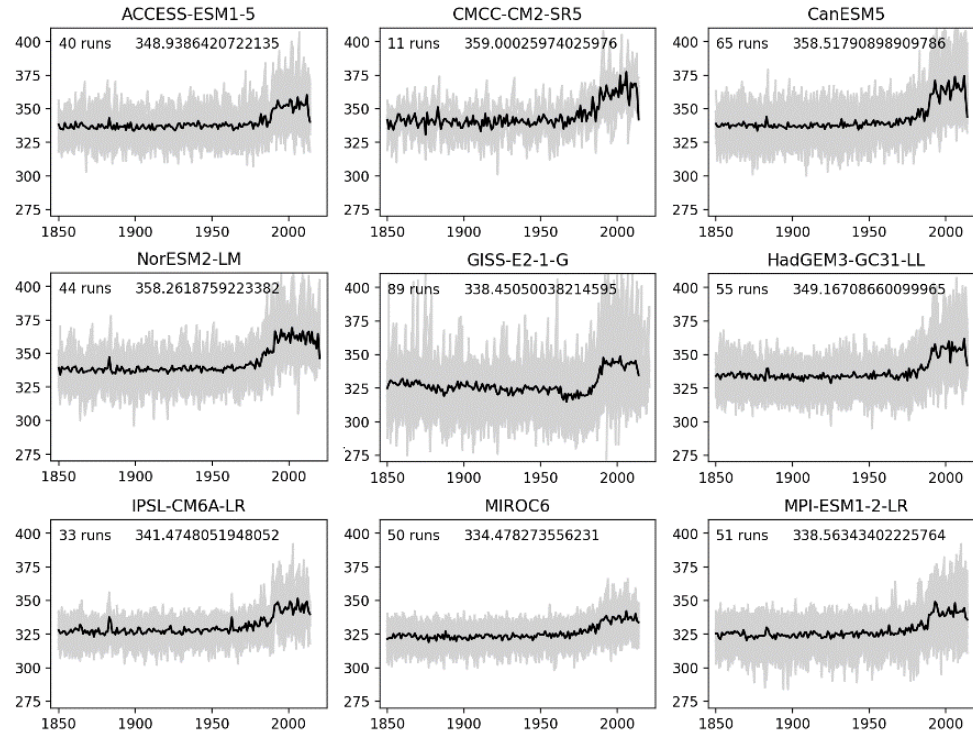 ACCESS-ESM1-5
40 runs 348.9386420722135
400
375
350
325
300
275
1850 1900 1950 2000
CMCC-CM2-SR5
11 runs 359.00025974025976
400
375
350
325
300
275
1850 1900 1950 2000
CanESM5
65 runs 358.51790898909786
400
375
350
325
300
275
1850 1900 1950 2000
NorESM2-LM
44 runs 358.2618759223382
400
375
350
325
300
275
1850 1900 1950 2000
GISS-E2-1-G
89 runs 338.45050038214595
400
375
350
325
300
275
1850 1900 1950 2000
HadGEM3-GC31-LL
55 runs 349.16708660099965
400
375
350
325
300
275
1850 1900 1950 2000
IPSL-CM6A-LR
33 runs 341.4748051948052
400
375
350
325
300
275
1850 1900 1950 2000
MIROC6
50 runs 334.478273556231
400
375
350
325
300
275
1850 1900 1950 2000
MPI-ESM1-2-LR
51 runs 338.56343402225764
400
375
350
325
300
275
1850 1900 1950 2000